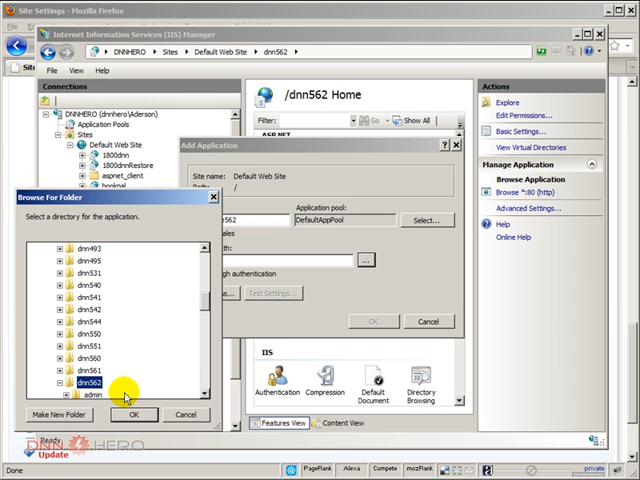 Site Settings - Mozilla Firefox
Internet Information Services (IIS) Manager
DNNHERO
Sites
Default Web Site
dnn562
File
View
Help
Connections
DNNHERO (dnnhero\Aderson)
Application Pools
Sites
Default Web Site
1800dnn
1800dnnRestore
aspnet_client
/dnn562 Home
Filter:
Go
Show All
ASP.NET
Add Application
? X
Site name: Default Web Site
/
Application pool:
DefaultAppPool
Select...
...
Test Settings...
OK
Cancel
Browse For Folder
Select a directory for the application.
dnn493
dnn495
dnn531
dnn540
dnn541
dnn542
dnn544
dnn550
dnn551
dnn560
dnn561
dnn562
admin
Make New Folder
OK
Cancel
IIS
Authentication
Compression
Default Document
Directory Browsing
Features View
Content View
Actions
Explore
Edit Permissions...
Basic Settings...
View Virtual Directories
Manage Application
Browse Application
Browse *:80 (http)
Advanced Settings...
Help
Online Help
Ready
DNN HERO
Update
Done
PageRank
Alexa
Compete
mozRank
private